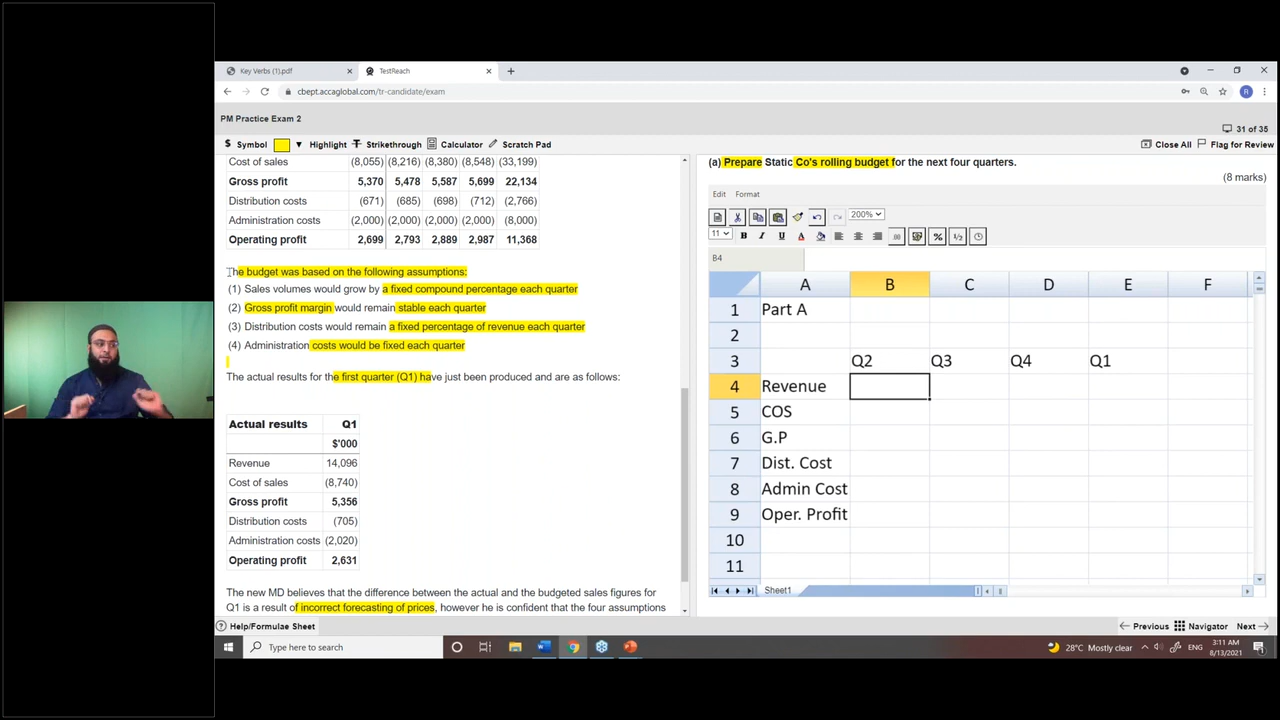 Key Verbs (1).pdf
TestReach
cbept.accaglobal.com/tr-candidate/exam
PM Practice Exam 2
31 of 35
$ Symbol Highlight Strikethrough Calculator Scratch Pad
Close All Flag for Review
Cost of sales (8,055) (8,216) (8,380) (8,548) (33,199)
Gross profit 5,370 5,478 5,587 5,699 22,134
Distribution costs (671) (685) (698) (712) (2,766)
Administration costs (2,000) (2,000) (2,000) (2,000) (8,000)
Operating profit 2,699 2,793 2,889 2,987 11,368
The budget was based on the following assumptions:
(1) Sales volumes would grow by a fixed compound percentage each quarter
(2) Gross profit margin would remain stable each quarter
(3) Distribution costs would remain a fixed percentage of revenue each quarter
(4) Administration costs would be fixed each quarter
The actual results for the first quarter (Q1) have just been produced and are as follows:
Actual results Q1
$'000
Revenue 14,096
Cost of sales (8,740)
Gross profit 5,356
Distribution costs (705)
Administration costs (2,020)
Operating profit 2,631
The new MD believes that the difference between the actual and the budgeted sales figures for
Q1 is a result of incorrect forecasting of prices, however he is confident that the four assumptions
(a) Prepare Static Co's rolling budget for the next four quarters.
(8 marks)
Edit Format
200%
11 B I U A .00 % 1/2
B4
A B C D E F
1 Part A
2
3 Q2 Q3 Q4 Q1
4 Revenue
5 COS
6 G.P
7 Dist. Cost
8 Admin Cost
9 Oper. Profit
10
11
Sheet1
Help/Formulae Sheet
Previous Navigator Next
Type here to search
28°C Mostly clear
ENG
3:11 AM
8/13/2021